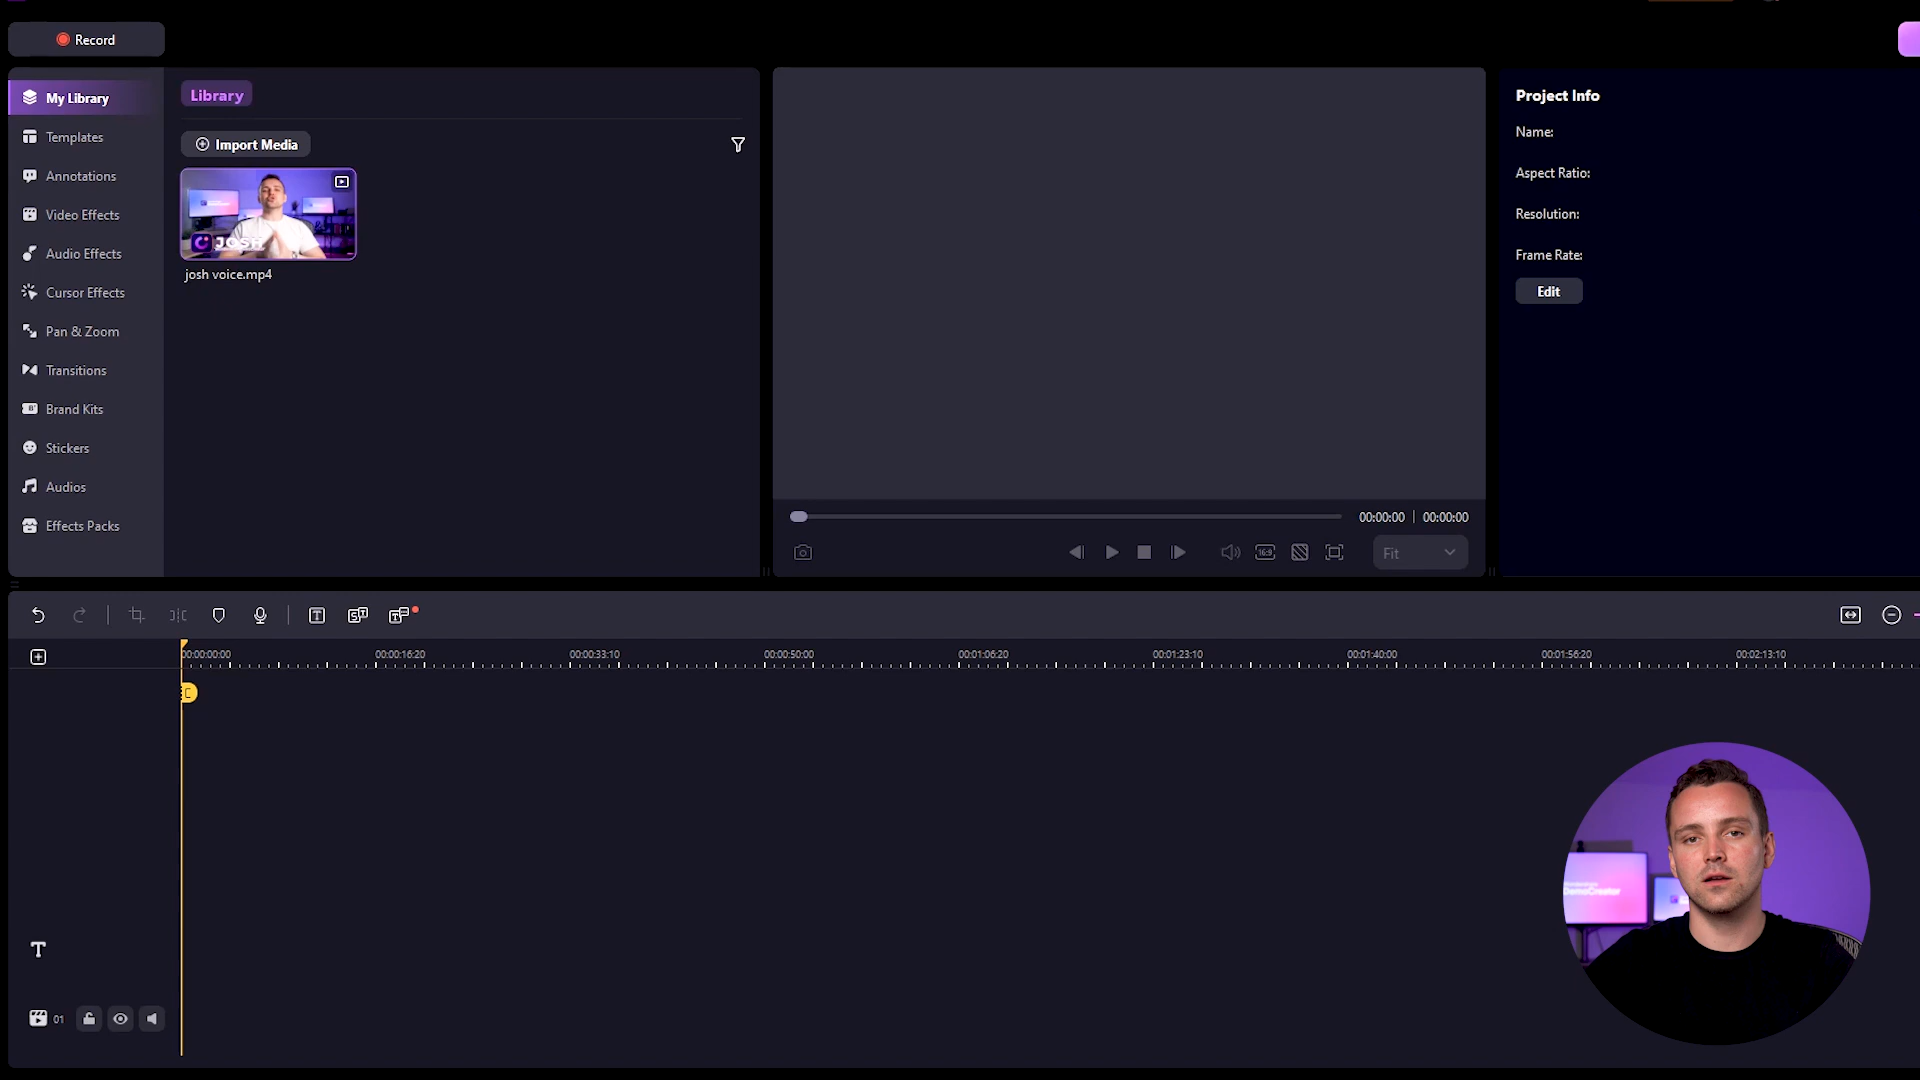 Record
My Library
Templates
Annotations
Video Effects
Audio Effects
Cursor Effects
Pan & Zoom
Transitions
Brand Kits
Stickers
Audios
Effects Packs
Library
Import Media
JOSH
josh voice.mp4
00:00:00 | 00:00:00
16:9
Fit
Project Info
Name:
Aspect Ratio:
Resolution:
Frame Rate:
Edit
00:00:00:00 00:00:16:20 00:00:33:10 00:00:50:00 00:01:06:20 00:01:23:10 00:01:40:00 00:01:56:20 00:02:13:10
01
DemoCreator